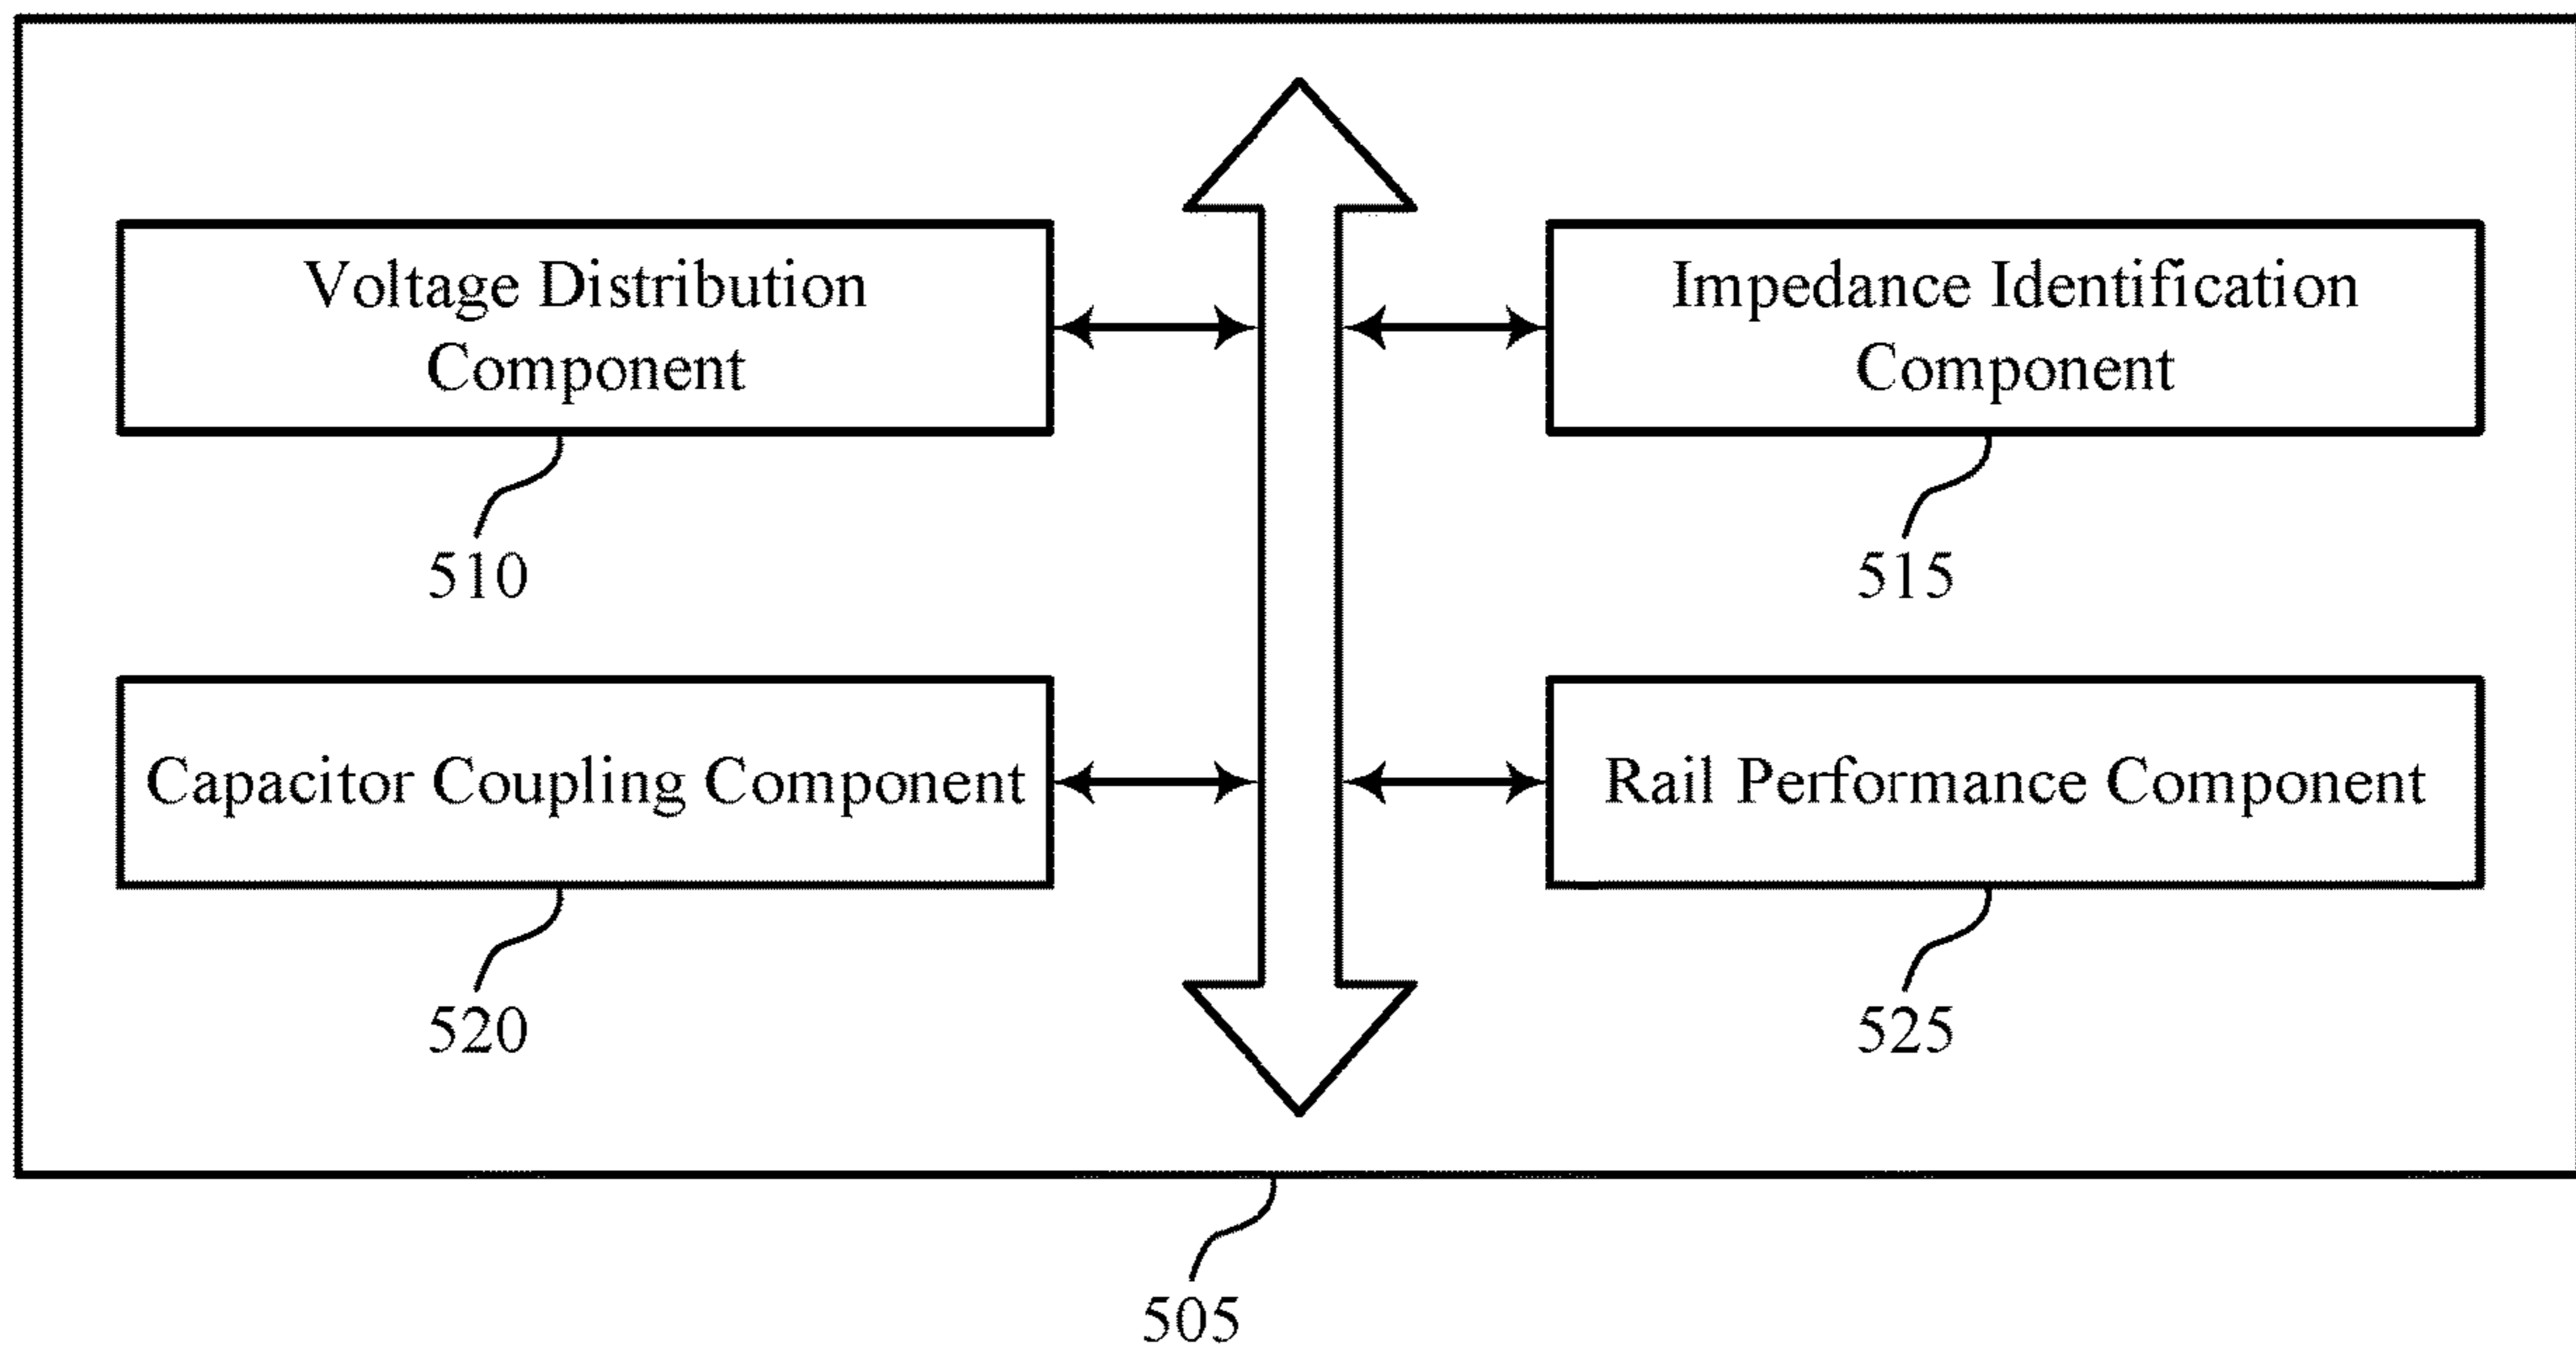 Voltage Distribution
Component
510
Impedance Identification
Component
515
Capacitor Coupling Component
520
Rail Performance Component
525
505